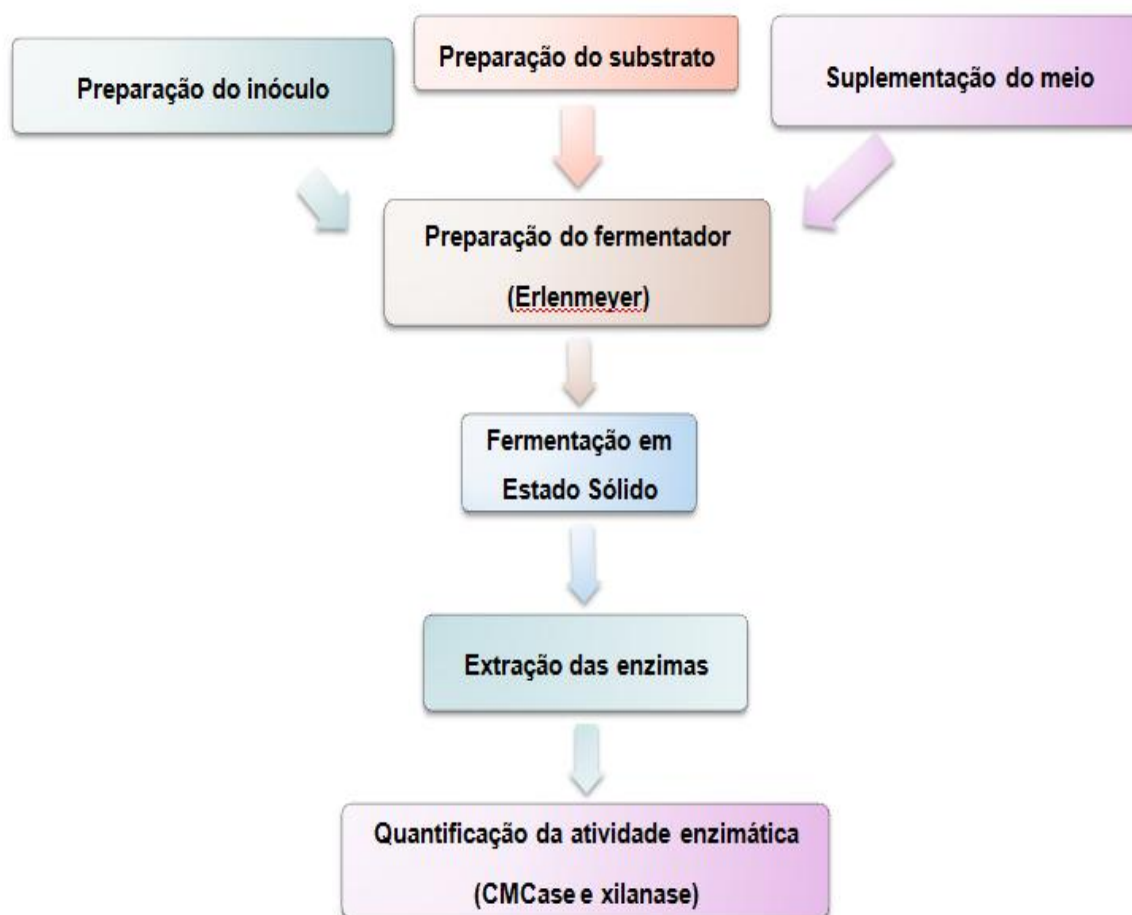 Preparação do inóculo
Preparação do substrato
Suplementação do meio
Preparação do fermentador
(Erlenmeyer)
Fermentação em
Estado Sólido
Extração das enzimas
Quantificação da atividade enzimática
(CMCase e xilanase)